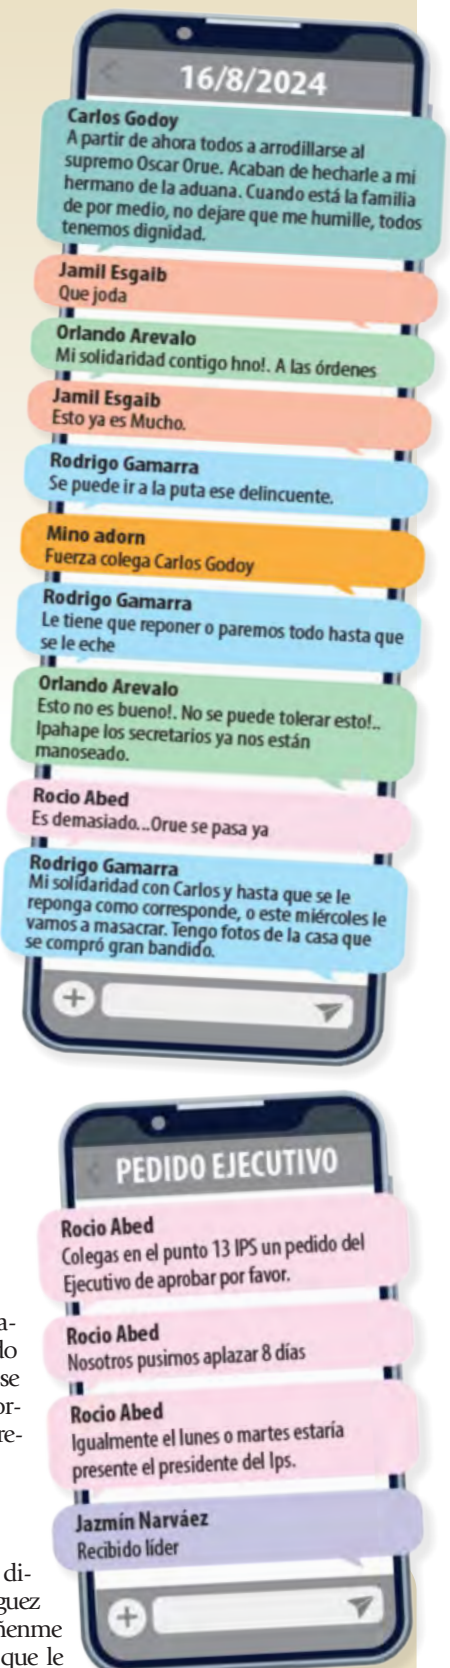 16/8/2024
Carlos Godoy
A partir de ahora todos a arrodillarse al
supremo Oscar Orue. Acaban de hecharle a mi
hermano de la aduana. Cuando está la familia
de por medio, no dejare que me humille, todos
tenemos dignidad.
Jamil Esgaib
Que joda
Orlando Arevalo
Mi solidaridad contigo hno!. A las órdenes
Jamil Esgaib
Esto ya es Mucho.
Rodrigo Gamarra
Se puede ir a la puta ese delincuente.
Mino adorn
Fuerza colega Carlos Godoy
Rodrigo Gamarra
Le tiene que reponer o paremos todo hasta que
se le eche
Orlando Arevalo
Esto no es bueno!. No se puede tolerar esto!..
Ipahape los secretarios ya nos están
manoseado.
Rocio Abed
Es demasiado...Orue se pasa ya
Rodrigo Gamarra
Mi solidaridad con Carlos y hasta que se le
reponga como corresponde, o este miércoles le
vamos a masacrar. Tengo fotos de la casa que
se compró gran bandido.
PEDIDO EJECUTIVO
Rocio Abed
Colegas en el punto 13 IPS un pedido del
Ejecutivo de aprobar por favor.
Rocio Abed
Nosotros pusimos aplazar 8 días
Rocio Abed
Igualmente el lunes o martes estaría
presente el presidente del Ips.
Jazmín Narváez
Recibido líder
a-
do
se
or-
re-
di-
guez
ñenme
que le